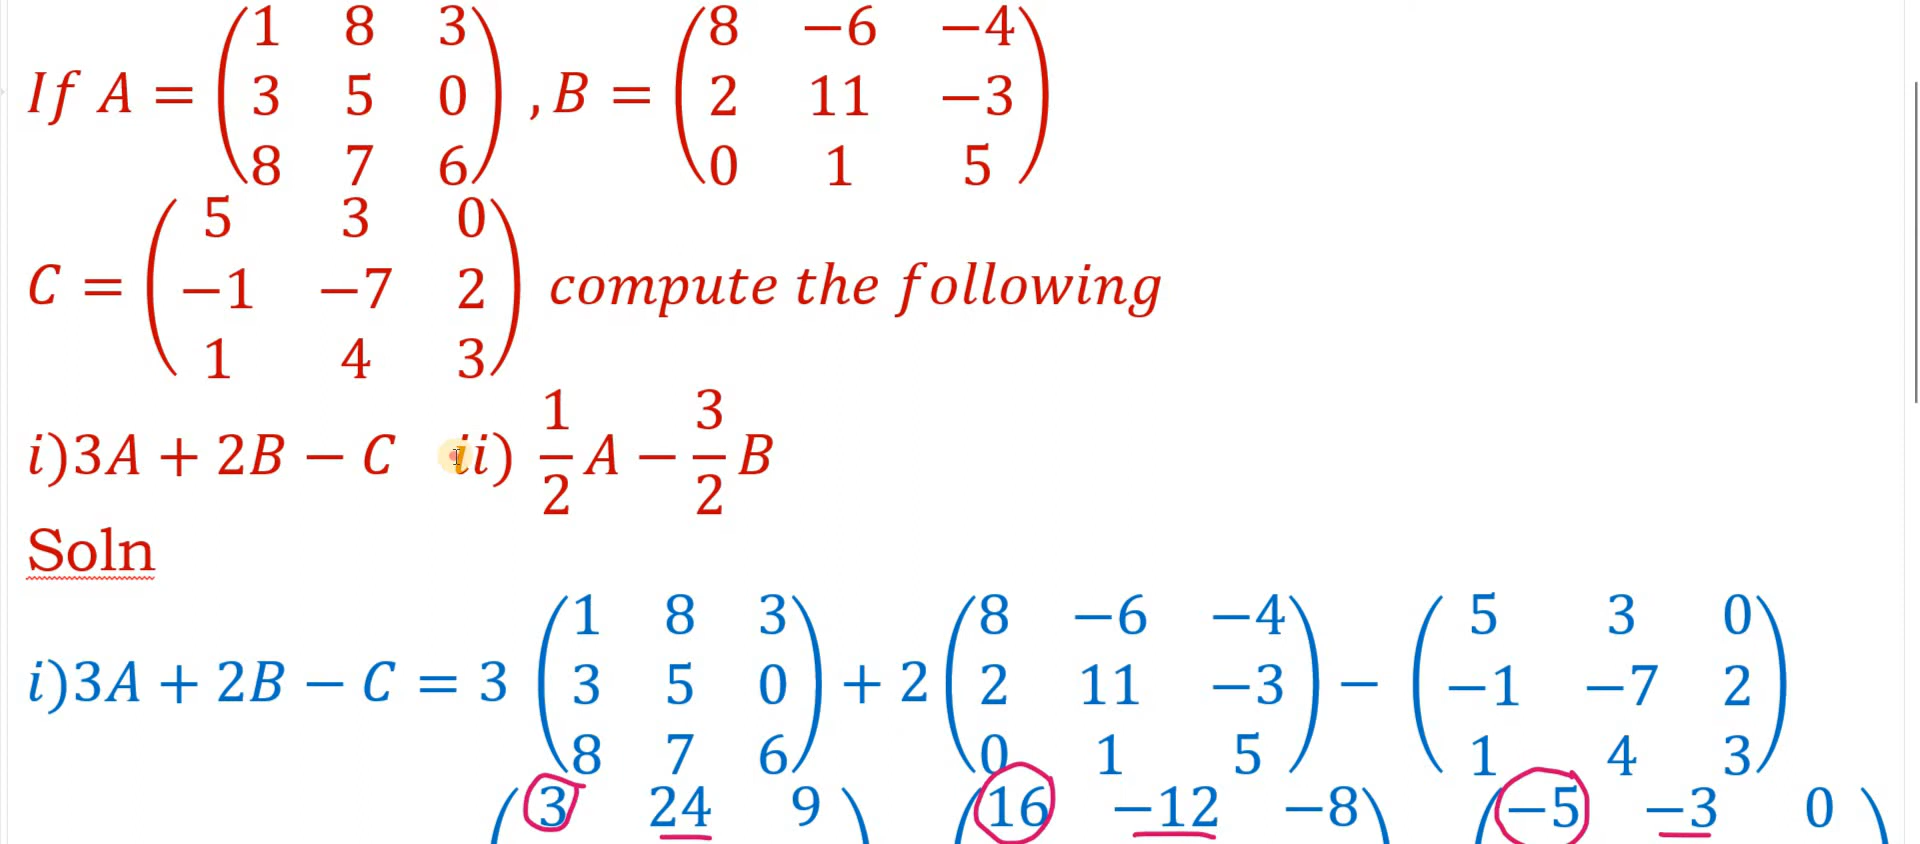 1 8 3 8 −6 −4
If A = ( 3 5 0 ) , B = ( 2 11 −3 )
8 7 6 0 1 5
5 3 0
C = ( −1 −7 2 ) compute the following
1 4 3
i)3A + 2B − C ii) 1/2 A − 3/2 B
Soln
1 8 3 8 −6 −4 5 3 0
i)3A + 2B − C = 3 ( 3 5 0 ) + 2 ( 2 11 −3 ) − ( −1 −7 2 )
8 7 6 0 1 5 1 4 3
( 3 24 9 ) ( 16 −12 −8 ) ( −5 −3 0 )